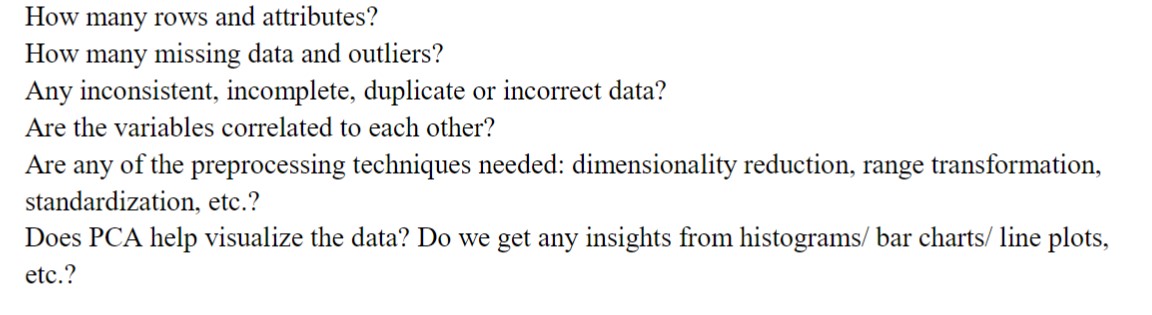 How many rows and attributes?
How many missing data and outliers?
Any inconsistent, incomplete, duplicate or incorrect data?
Are the variables correlated to each other?
Are any of the preprocessing techniques needed: dimensionality reduction, range transformation,
standardization, etc.?
Does PCA help visualize the data? Do we get any insights from histograms/ bar charts/ line plots,
etc.?